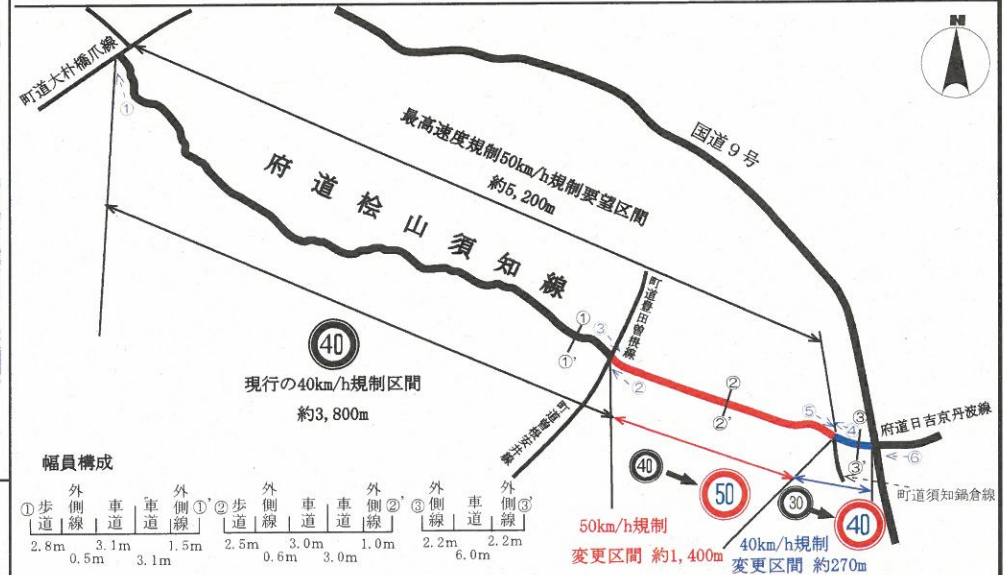 N
町道大朴橋爪線
①
国道9号
最高速度規制50km/h規制要望区間
約5,200m
府道桧山須知線
町道豊田曽根線
①
①'
③
②
40
現行の40km/h規制区間
約3,800m
町道曽根安井線
②
②'
⑤
④
③
③'
府道日吉京丹波線
⑥
町道須知鍋倉線
40
50
30
40
50km/h規制
変更区間 約1,400m
40km/h規制
変更区間 約270m
幅員構成
① 歩道 外側線 車道 車道 外側線 ①'
2.8m 0.5m 3.1m 3.1m 1.5m
② 歩道 外側線 車道 車道 外側線 ②'
2.5m 0.6m 3.0m 3.0m 1.0m
③ 外側線 車道 外側線 ③'
2.2m 6.0m 2.2m